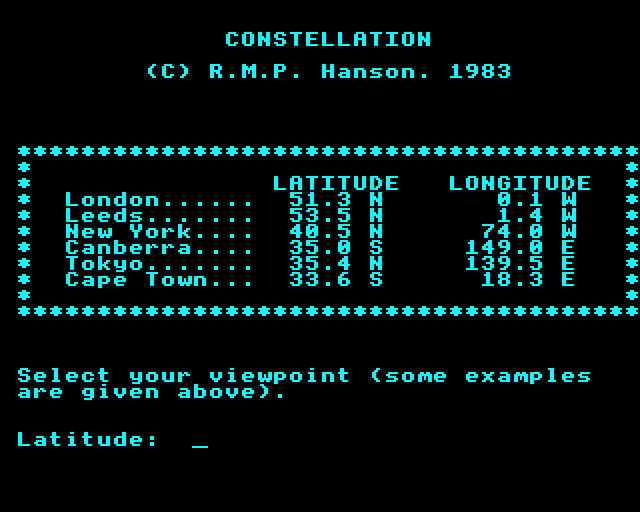 CONSTELLATION
(C) R.M.P. Hanson. 1983
****************************************
*                                      *
*               LATITUDE   LONGITUDE   *
*  London.......  51.3 N       0.1 W   *
*  Leeds.......   53.5 N       1.4 W   *
*  New York....   40.5 N      74.0 W   *
*  Canberra....   35.0 S     149.0 E   *
*  Tokyo.......   35.4 N     139.5 E   *
*  Cape Town...   33.6 S      18.3 E   *
*                                      *
****************************************
Select your viewpoint (some examples
are given above).
Latitude:  _